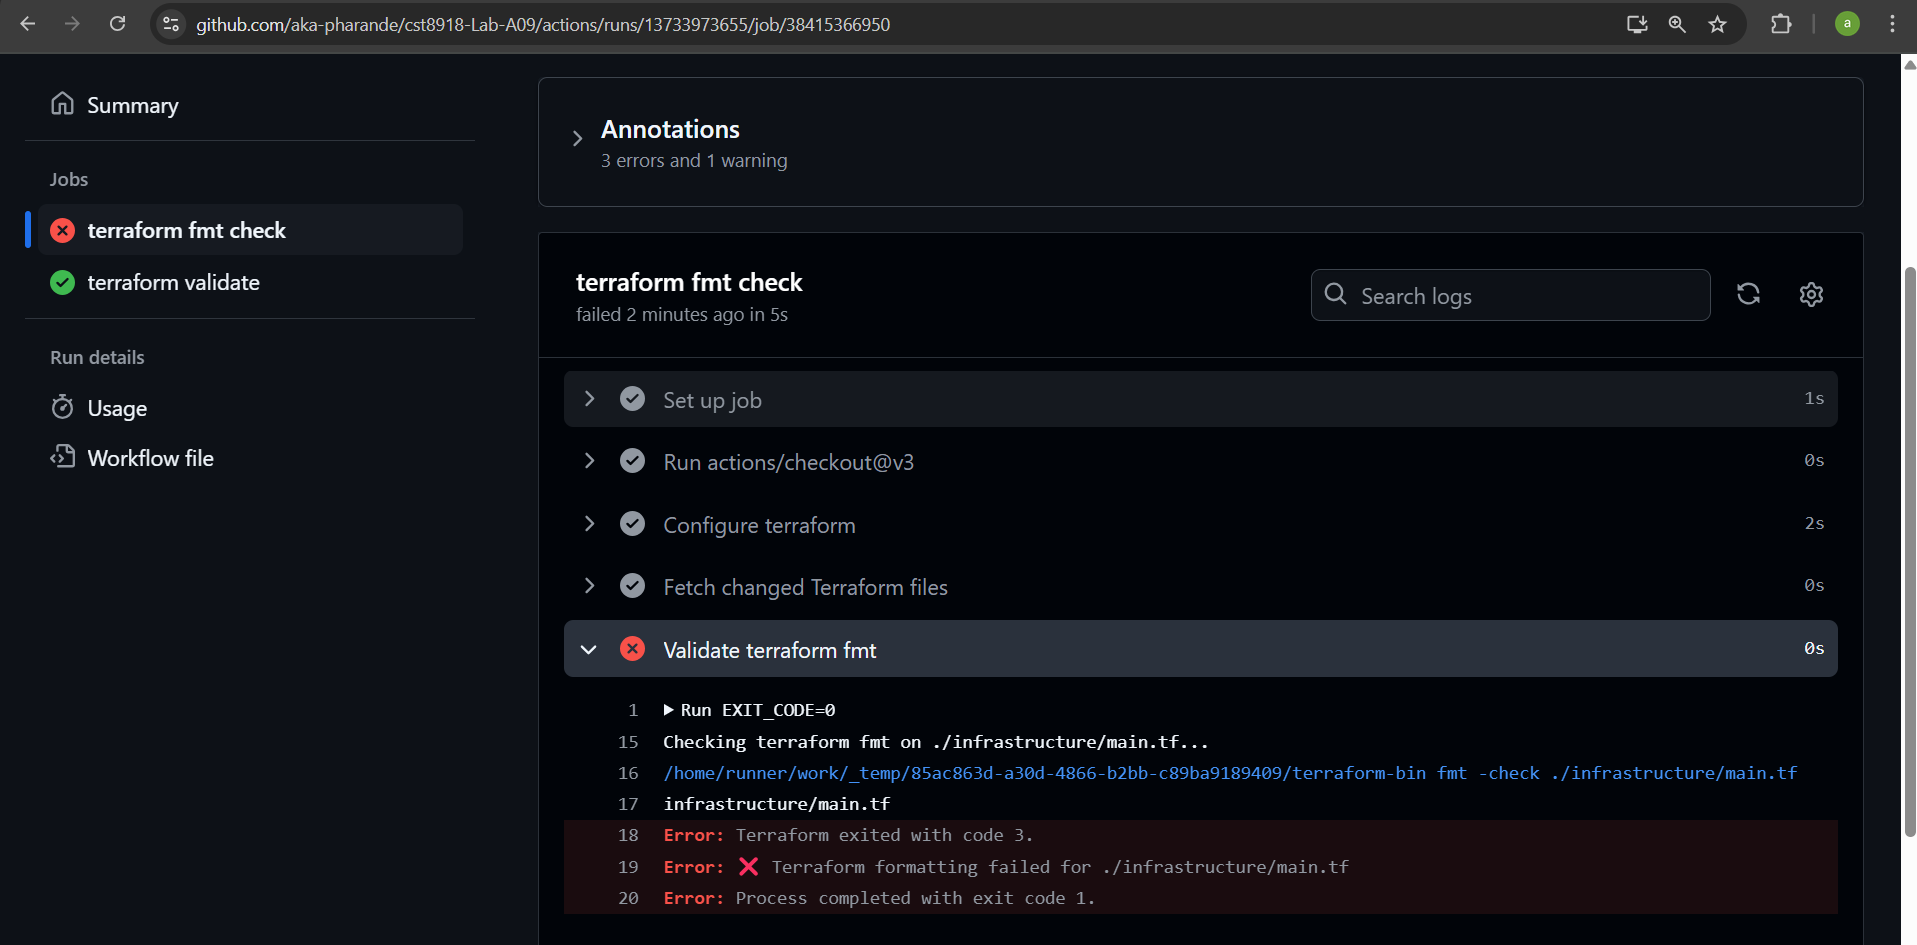 github.com/aka-pharande/cst8918-Lab-A09/actions/runs/13733973655/job/38415366950
a
Summary
Jobs
terraform fmt check
terraform validate
Run details
Usage
Workflow file
Annotations
3 errors and 1 warning
terraform fmt check
failed 2 minutes ago in 5s
Search logs
Set up job 1s
Run actions/checkout@v3 0s
Configure terraform 2s
Fetch changed Terraform files 0s
Validate terraform fmt 0s
1 Run EXIT_CODE=0
15 Checking terraform fmt on ./infrastructure/main.tf...
16 /home/runner/work/_temp/85ac863d-a30d-4866-b2bb-c89ba9189409/terraform-bin fmt -check ./infrastructure/main.tf
17 infrastructure/main.tf
18 Error: Terraform exited with code 3.
19 Error: ❌ Terraform formatting failed for ./infrastructure/main.tf
20 Error: Process completed with exit code 1.